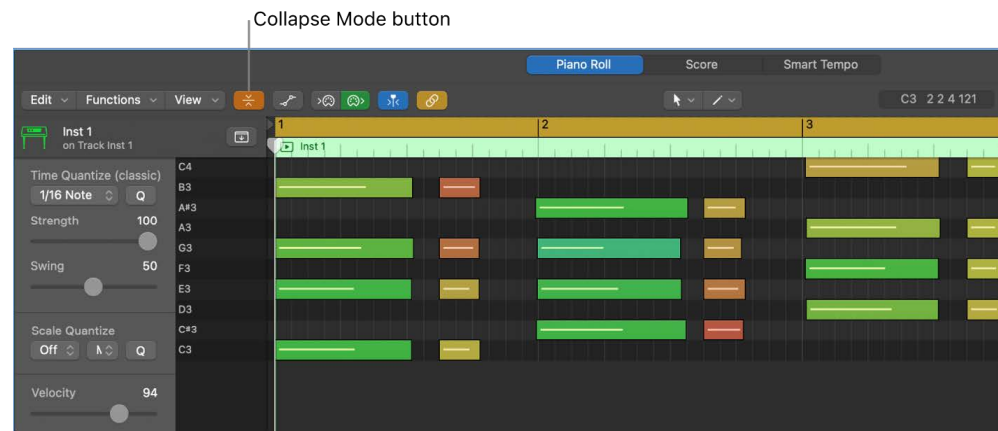 Collapse Mode button
Piano Roll Score Smart Tempo
Edit Functions View C3 2 2 4 121
1 2 3
Inst 1
on Track Inst 1
Inst 1
Time Quantize (classic)
1/16 Note Q
Strength 100
Swing 50
Scale Quantize
Off Q
Velocity 94
C4
B3
A#3
A3
G3
F3
E3
D3
C#3
C3